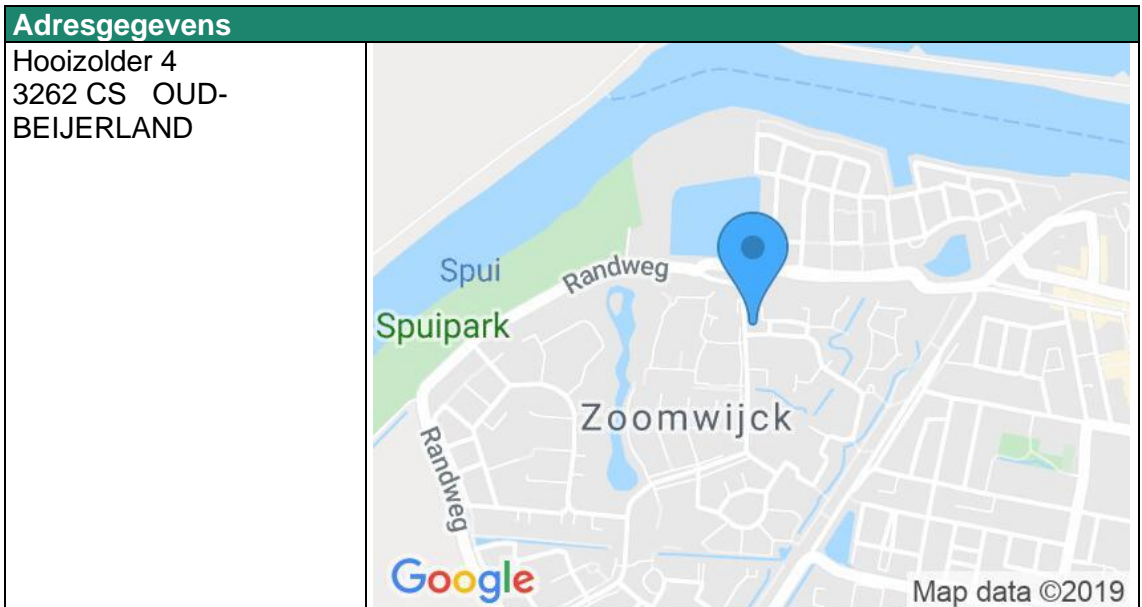 Adresgegevens
Hooizolder 4
3262 CS OUD-
BEIJERLAND
Spui
Randweg
Spuipark
Zoomwijck
Randweg
Google
Map data ©2019